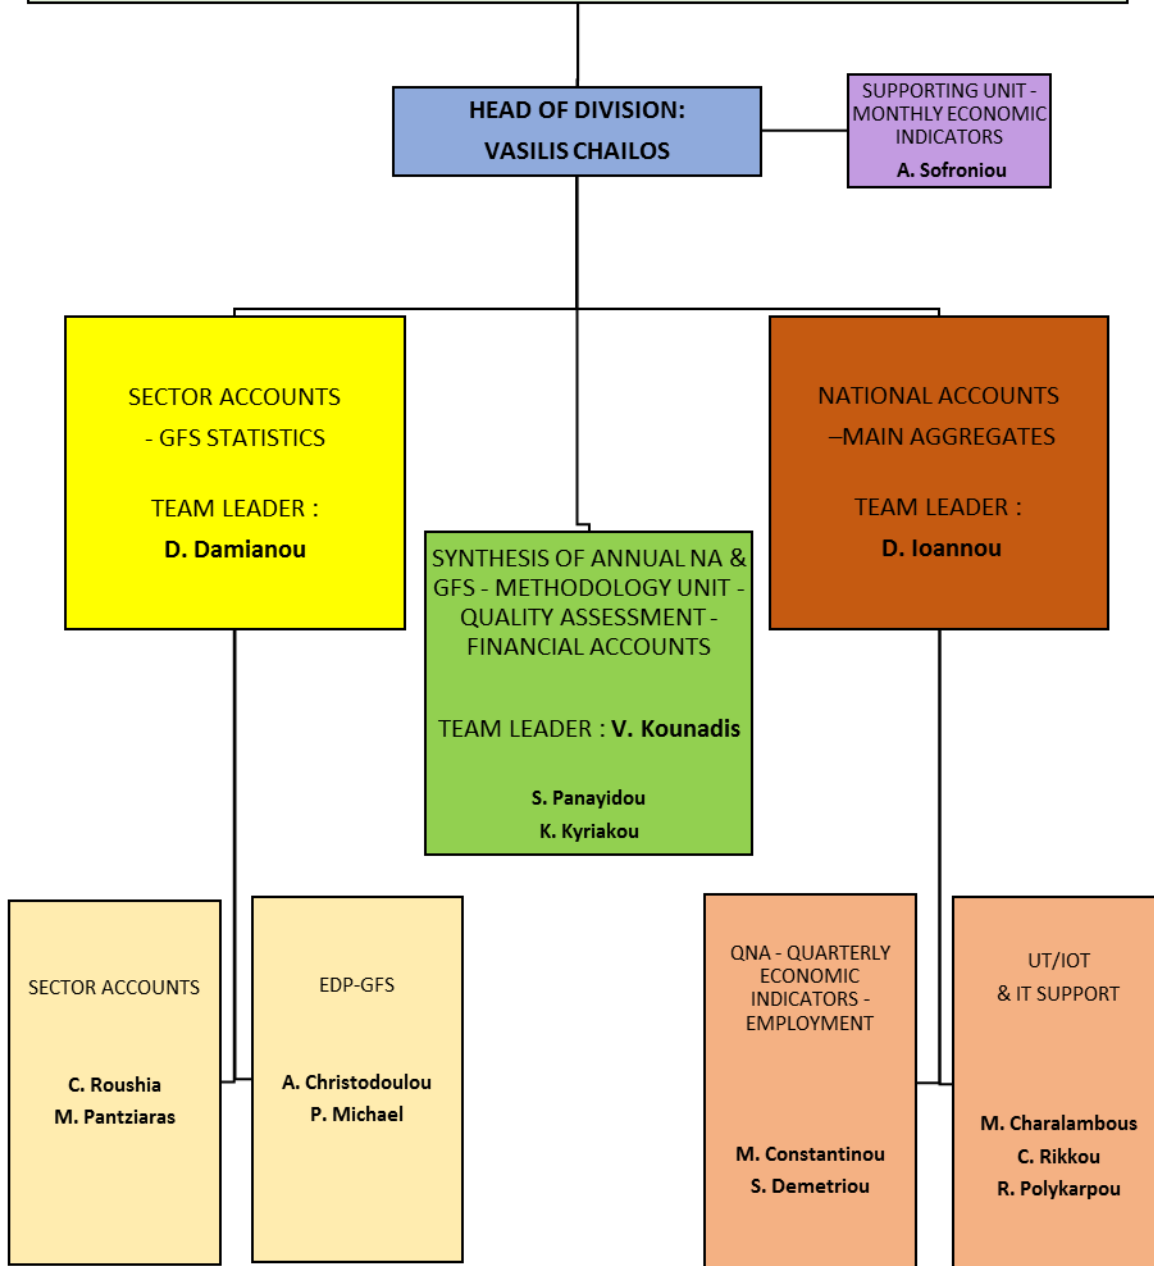 HEAD OF DIVISION:
VASILIS CHAILOS
SUPPORTING UNIT -
MONTHLY ECONOMIC
INDICATORS
A. Sofroniou
SECTOR ACCOUNTS
- GFS STATISTICS
TEAM LEADER :
D. Damianou
SYNTHESIS OF ANNUAL NA &
GFS - METHODOLOGY UNIT -
QUALITY ASSESSMENT -
FINANCIAL ACCOUNTS
TEAM LEADER : V. Kounadis
S. Panayidou
K. Kyriakou
NATIONAL ACCOUNTS
–MAIN AGGREGATES
TEAM LEADER :
D. Ioannou
SECTOR ACCOUNTS
C. Roushia
M. Pantziaras
EDP-GFS
A. Christodoulou
P. Michael
QNA - QUARTERLY
ECONOMIC
INDICATORS -
EMPLOYMENT
M. Constantinou
S. Demetriou
UT/IOT
& IT SUPPORT
M. Charalambous
C. Rikkou
R. Polykarpou